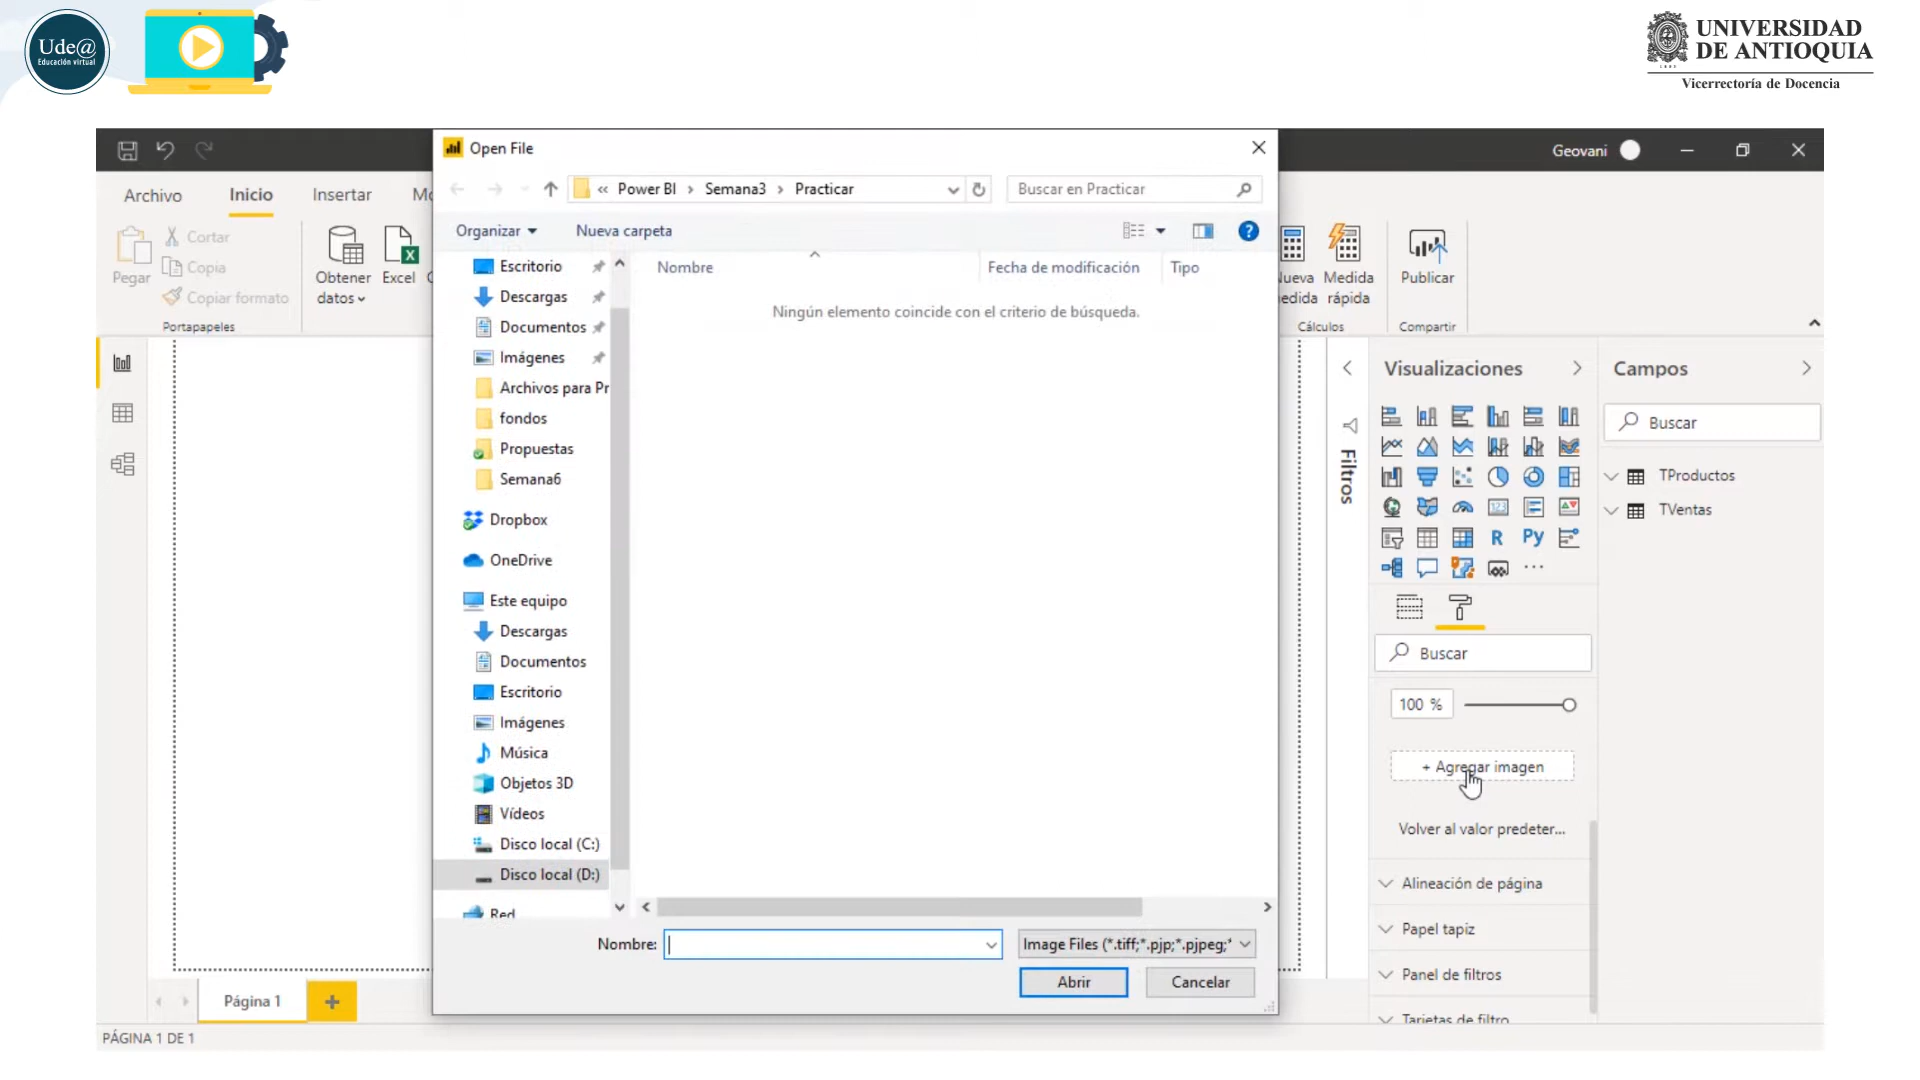 Ude@
Educación virtual
UNIVERSIDAD
DE ANTIOQUIA
1803
Vicerrectoría de Docencia
Open File
Geovani
Archivo
Inicio
Insertar
« Power BI › Semana3 › Practicar
Buscar en Practicar
Organizar
Nueva carpeta
Pegar
Cortar
Copia
Copiar formato
Portapapeles
Obtener
datos
Excel
Medida
rápida
Cálculos
Publicar
Compartir
Nombre
Fecha de modificación
Tipo
Ningún elemento coincide con el criterio de búsqueda.
Escritorio
Descargas
Documentos
Imágenes
Archivos para Pr
fondos
Propuestas
Semana6
Dropbox
OneDrive
Este equipo
Descargas
Documentos
Escritorio
Imágenes
Música
Objetos 3D
Vídeos
Disco local (C:)
Disco local (D:)
Red
Nombre:
Image Files (*.tiff;*.pjp;*.pjpeg;*
Abrir
Cancelar
Filtros
Visualizaciones
123
R
Py
Buscar
100 %
+ Agregar imagen
Volver al valor predeter...
Alineación de página
Papel tapiz
Panel de filtros
Tarjetas de filtro
Campos
Buscar
TProductos
TVentas
Página 1
PÁGINA 1 DE 1